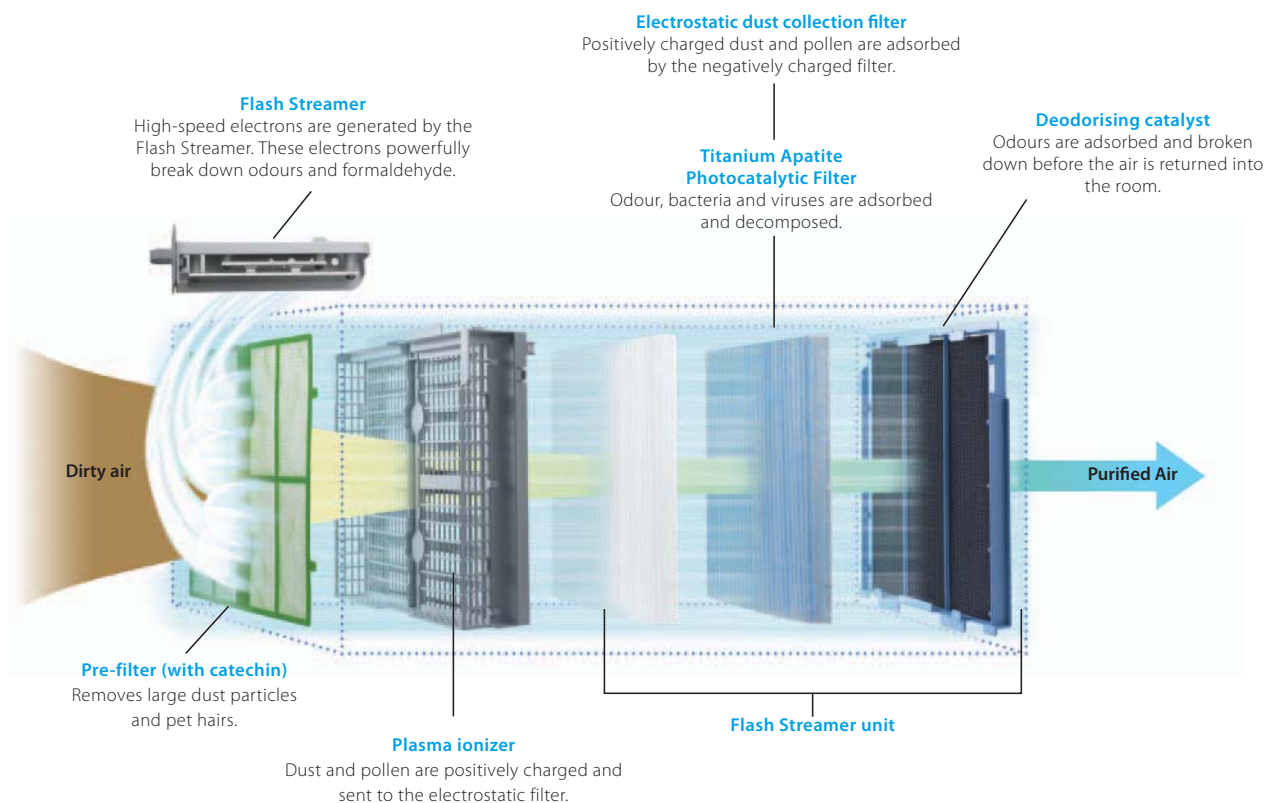 Electrostatic dust collection filter
Positively charged dust and pollen are adsorbed
by the negatively charged filter.
Flash Streamer
High-speed electrons are generated by the
Flash Streamer. These electrons powerfully
break down odours and formaldehyde.
Titanium Apatite
Photocatalytic Filter
Odour, bacteria and viruses are adsorbed
and decomposed.
Deodorising catalyst
Odours are adsorbed and broken
down before the air is returned into
the room.
Dirty air
Purified Air
Pre-filter (with catechin)
Removes large dust particles
and pet hairs.
Plasma ionizer
Dust and pollen are positively charged and
sent to the electrostatic filter.
Flash Streamer unit